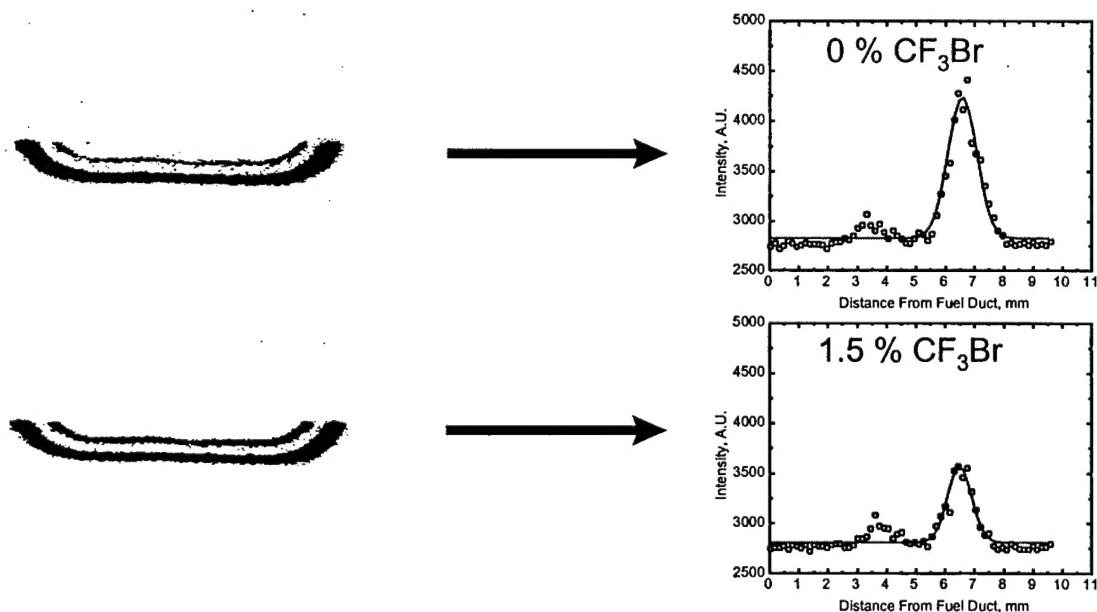 5000
4500
4000
3500
3000
2500
Intensity, A.U.
0 % CF₃Br
0 1 2 3 4 5 6 7 8 9 10 11
Distance From Fuel Duct, mm
5000
4500
4000
3500
3000
2500
Intensity, A.U.
1.5 % CF₃Br
0 1 2 3 4 5 6 7 8 9 10 11
Distance From Fuel Duct, mm